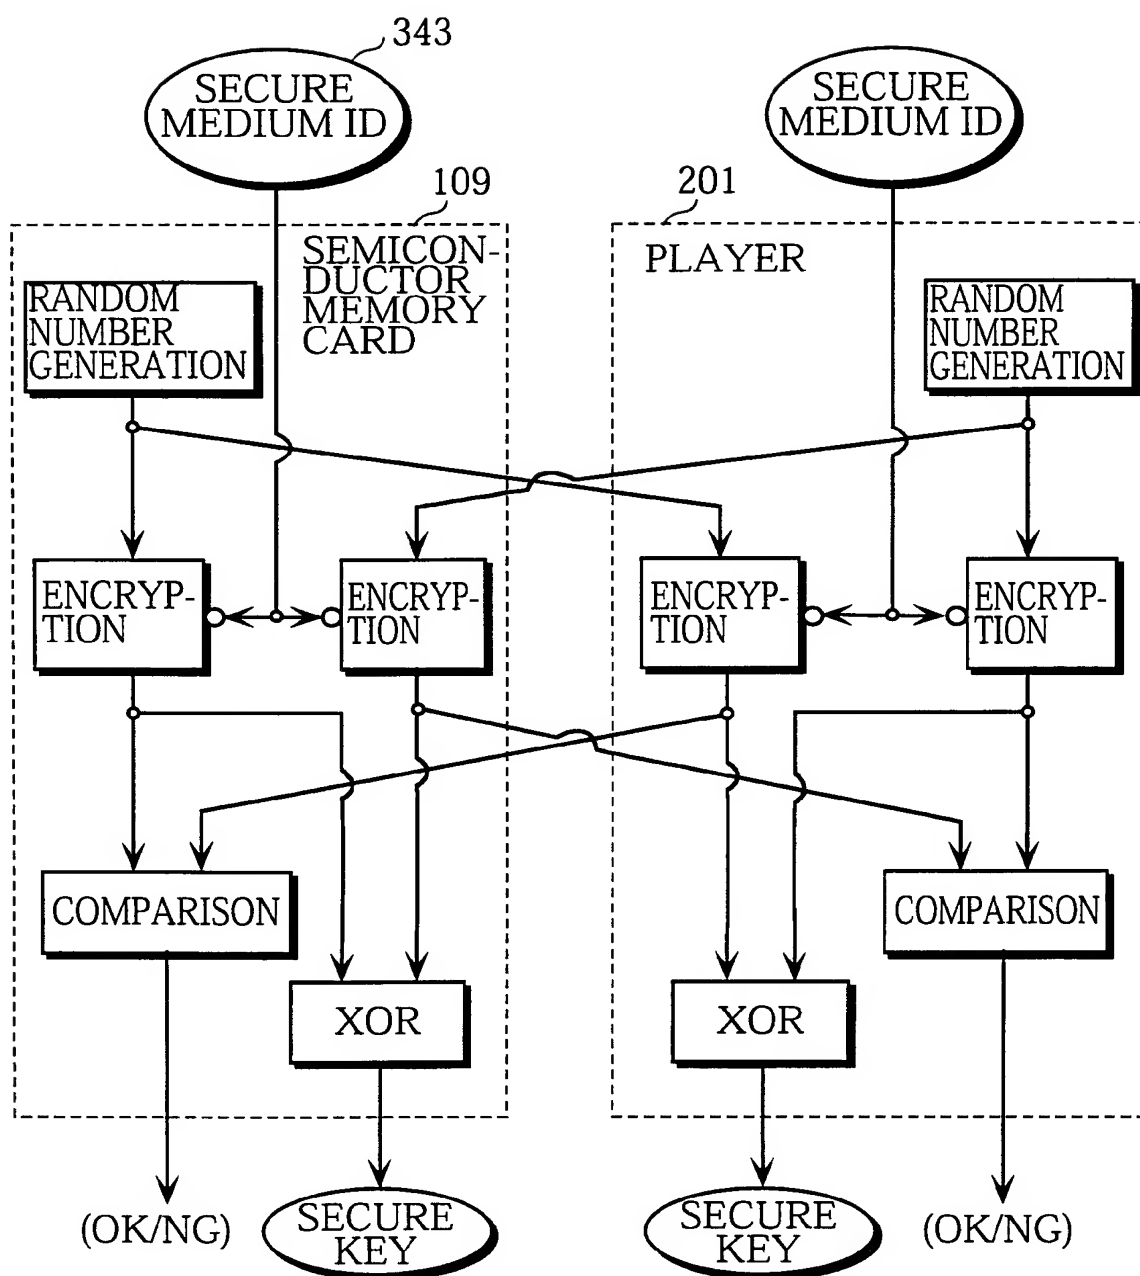 343
SECURE
MEDIUM ID
SECURE
MEDIUM ID
109
201
SEMICON-
DUCTOR
MEMORY
CARD
PLAYER
RANDOM
NUMBER
GENERATION
RANDOM
NUMBER
GENERATION
ENCRYP-
TION
ENCRYP-
TION
ENCRYP-
TION
ENCRYP-
TION
COMPARISON
COMPARISON
XOR
XOR
(OK/NG)
SECURE
KEY
SECURE
KEY
(OK/NG)